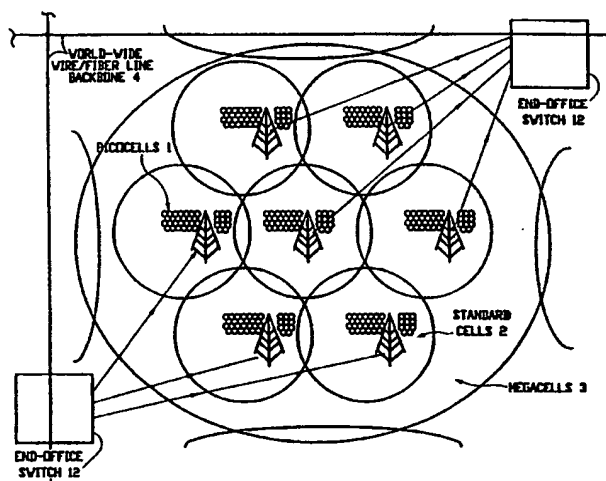 WORLD-WIDE
WIRE/FIBER LINE
BACKBONE 4
END-OFFICE
SWITCH 12
PICOCELLS 1
STANDARD
CELLS 2
MEGACELLS 3
END-OFFICE
SWITCH 12